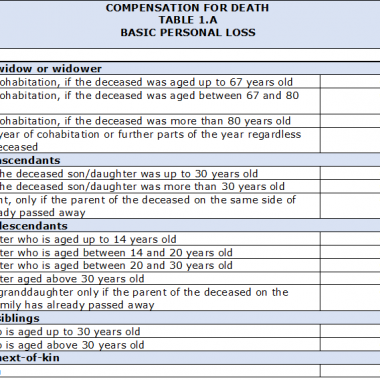 COMPENSATION FOR DEATH
TABLE 1.A
BASIC PERSONAL LOSS
widow or widower
ohabitation, if the deceased was aged up to 67 years old
ohabitation, if the deceased was aged between 67 and 80
ohabitation, if the deceased was more than 80 years old
year of cohabitation or further parts of the year regardless
eceased
ascendants
he deceased son/daughter was up to 30 years old
he deceased son/daughter was more than 30 years old
nt, only if the parent of the deceased on the same side of
ady passed away
descendants
ter who is aged up to 14 years old
ter who is aged between 14 and 20 years old
ter who is aged between 20 and 30 years old
ter aged above 30 years old
granddaughter only if the parent of the deceased on the
mily has already passed away
siblings
o is aged up to 30 years old
o is aged above 30 years old
next-of-kin